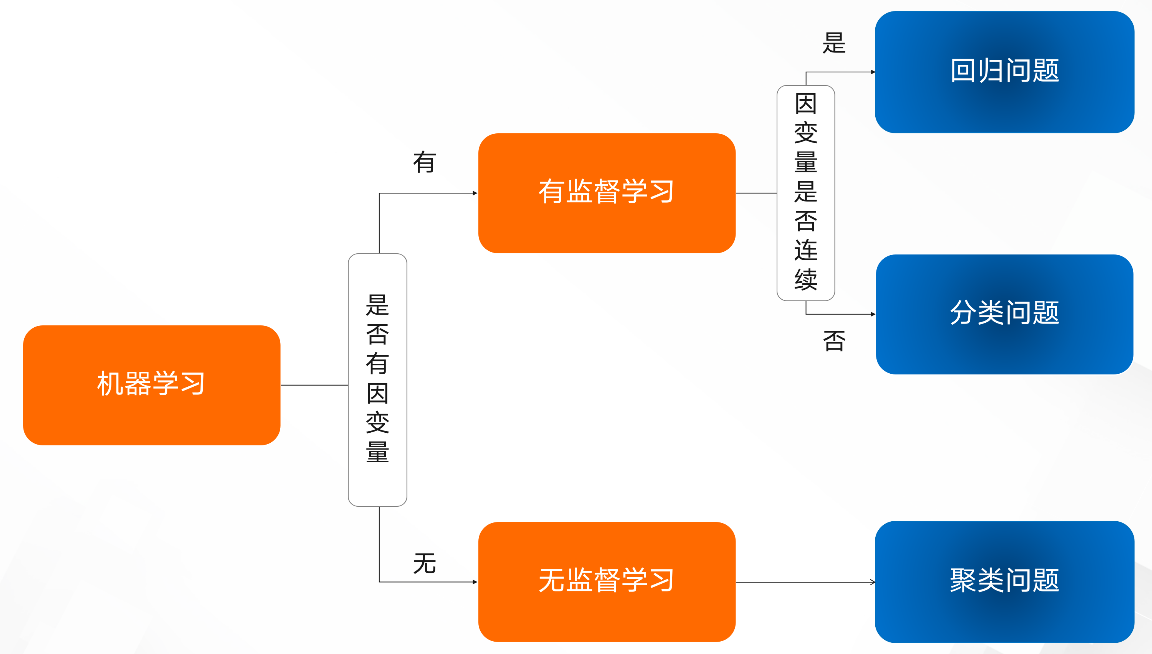 机器学习
是否有因变量
有
有监督学习
因变量是否连续
是
回归问题
否
分类问题
无
无监督学习
聚类问题